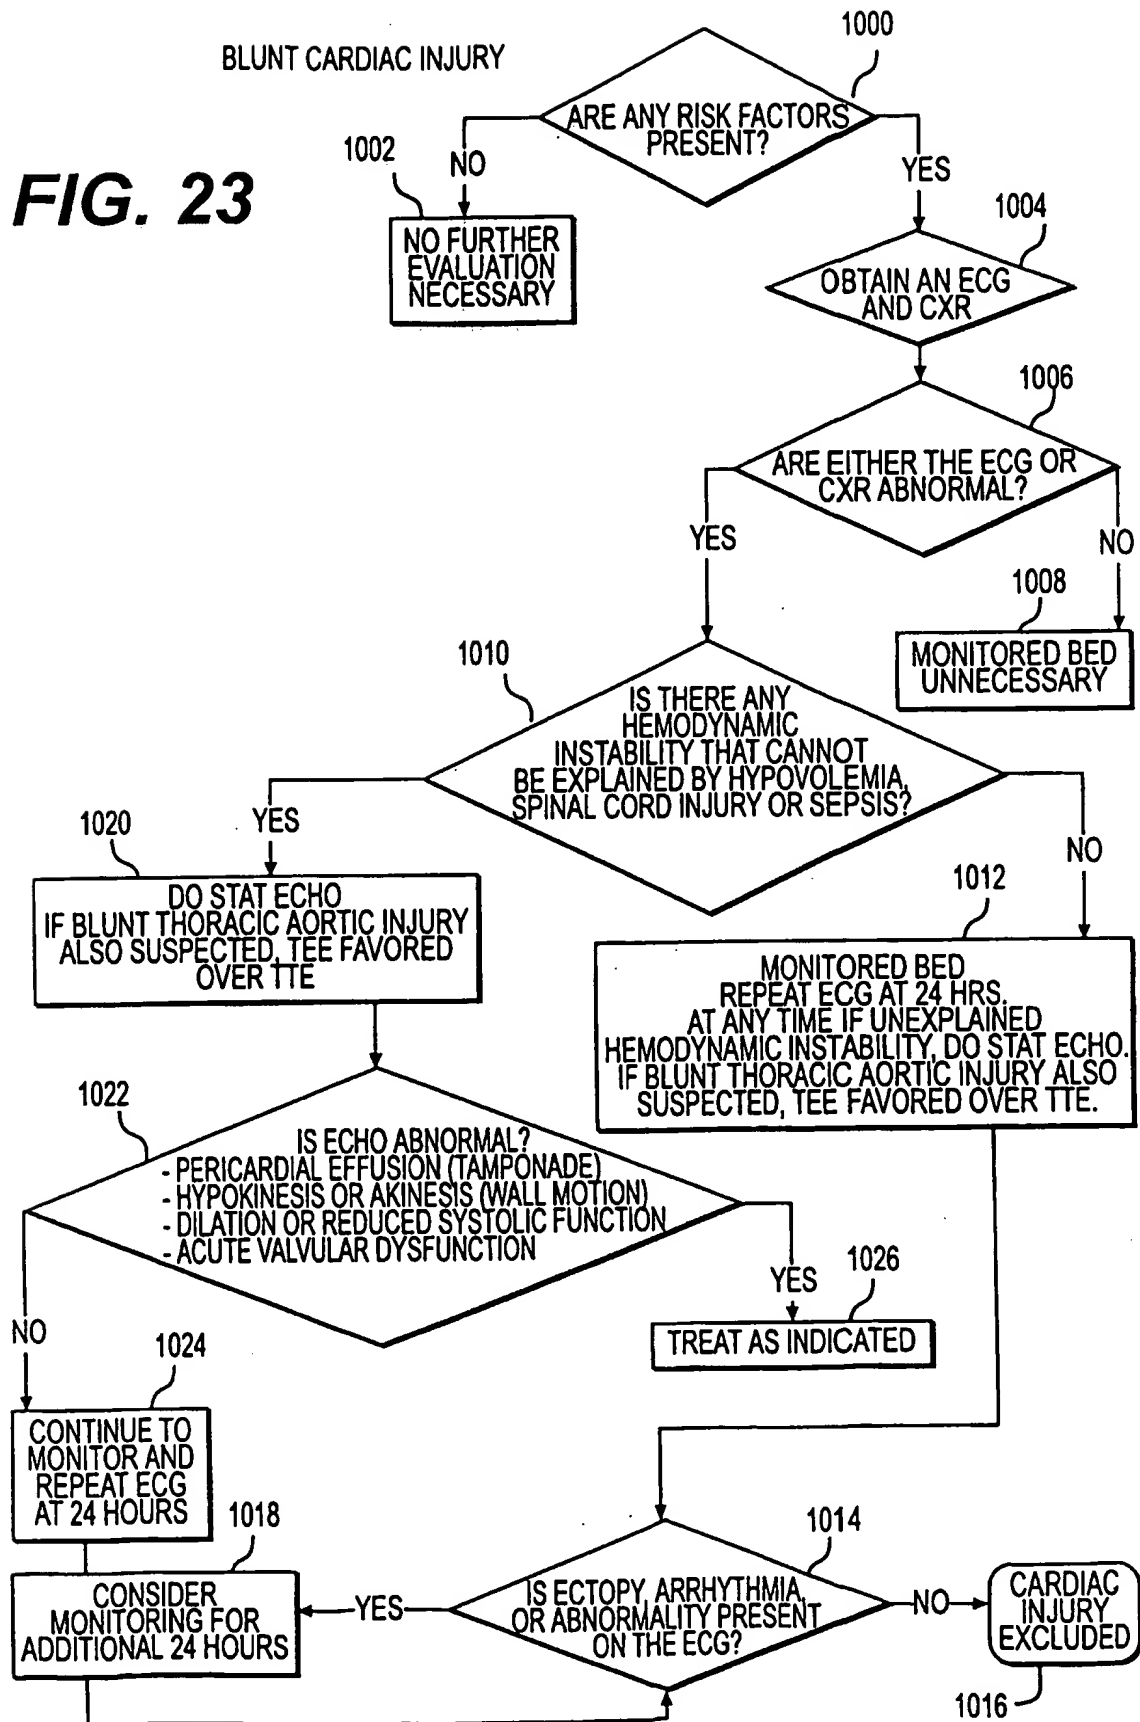 BLUNT CARDIAC INJURY
FIG. 23
1000
ARE ANY RISK FACTORS
PRESENT?
NO
YES
1002
NO FURTHER
EVALUATION
NECESSARY
1004
OBTAIN AN ECG
AND CXR
1006
ARE EITHER THE ECG OR
CXR ABNORMAL?
YES
NO
1008
MONITORED BED
UNNECESSARY
1010
IS THERE ANY
HEMODYNAMIC
INSTABILITY THAT CANNOT
BE EXPLAINED BY HYPOVOLEMIA,
SPINAL CORD INJURY OR SEPSIS?
YES
NO
1020
DO STAT ECHO
IF BLUNT THORACIC AORTIC INJURY
ALSO SUSPECTED, TEE FAVORED
OVER TTE
1012
MONITORED BED
REPEAT ECG AT 24 HRS.
AT ANY TIME IF UNEXPLAINED
HEMODYNAMIC INSTABILITY, DO STAT ECHO.
IF BLUNT THORACIC AORTIC INJURY ALSO
SUSPECTED, TEE FAVORED OVER TTE.
1022
IS ECHO ABNORMAL?
- PERICARDIAL EFFUSION (TAMPONADE)
- HYPOKINESIS OR AKINESIS (WALL MOTION)
- DILATION OR REDUCED SYSTOLIC FUNCTION
- ACUTE VALVULAR DYSFUNCTION
NO
YES
1026
TREAT AS INDICATED
1024
CONTINUE TO
MONITOR AND
REPEAT ECG
AT 24 HOURS
1018
CONSIDER
MONITORING FOR
ADDITIONAL 24 HOURS
1014
IS ECTOPY, ARRHYTHMIA,
OR ABNORMALITY PRESENT
ON THE ECG?
YES
NO
CARDIAC
INJURY
EXCLUDED
1016